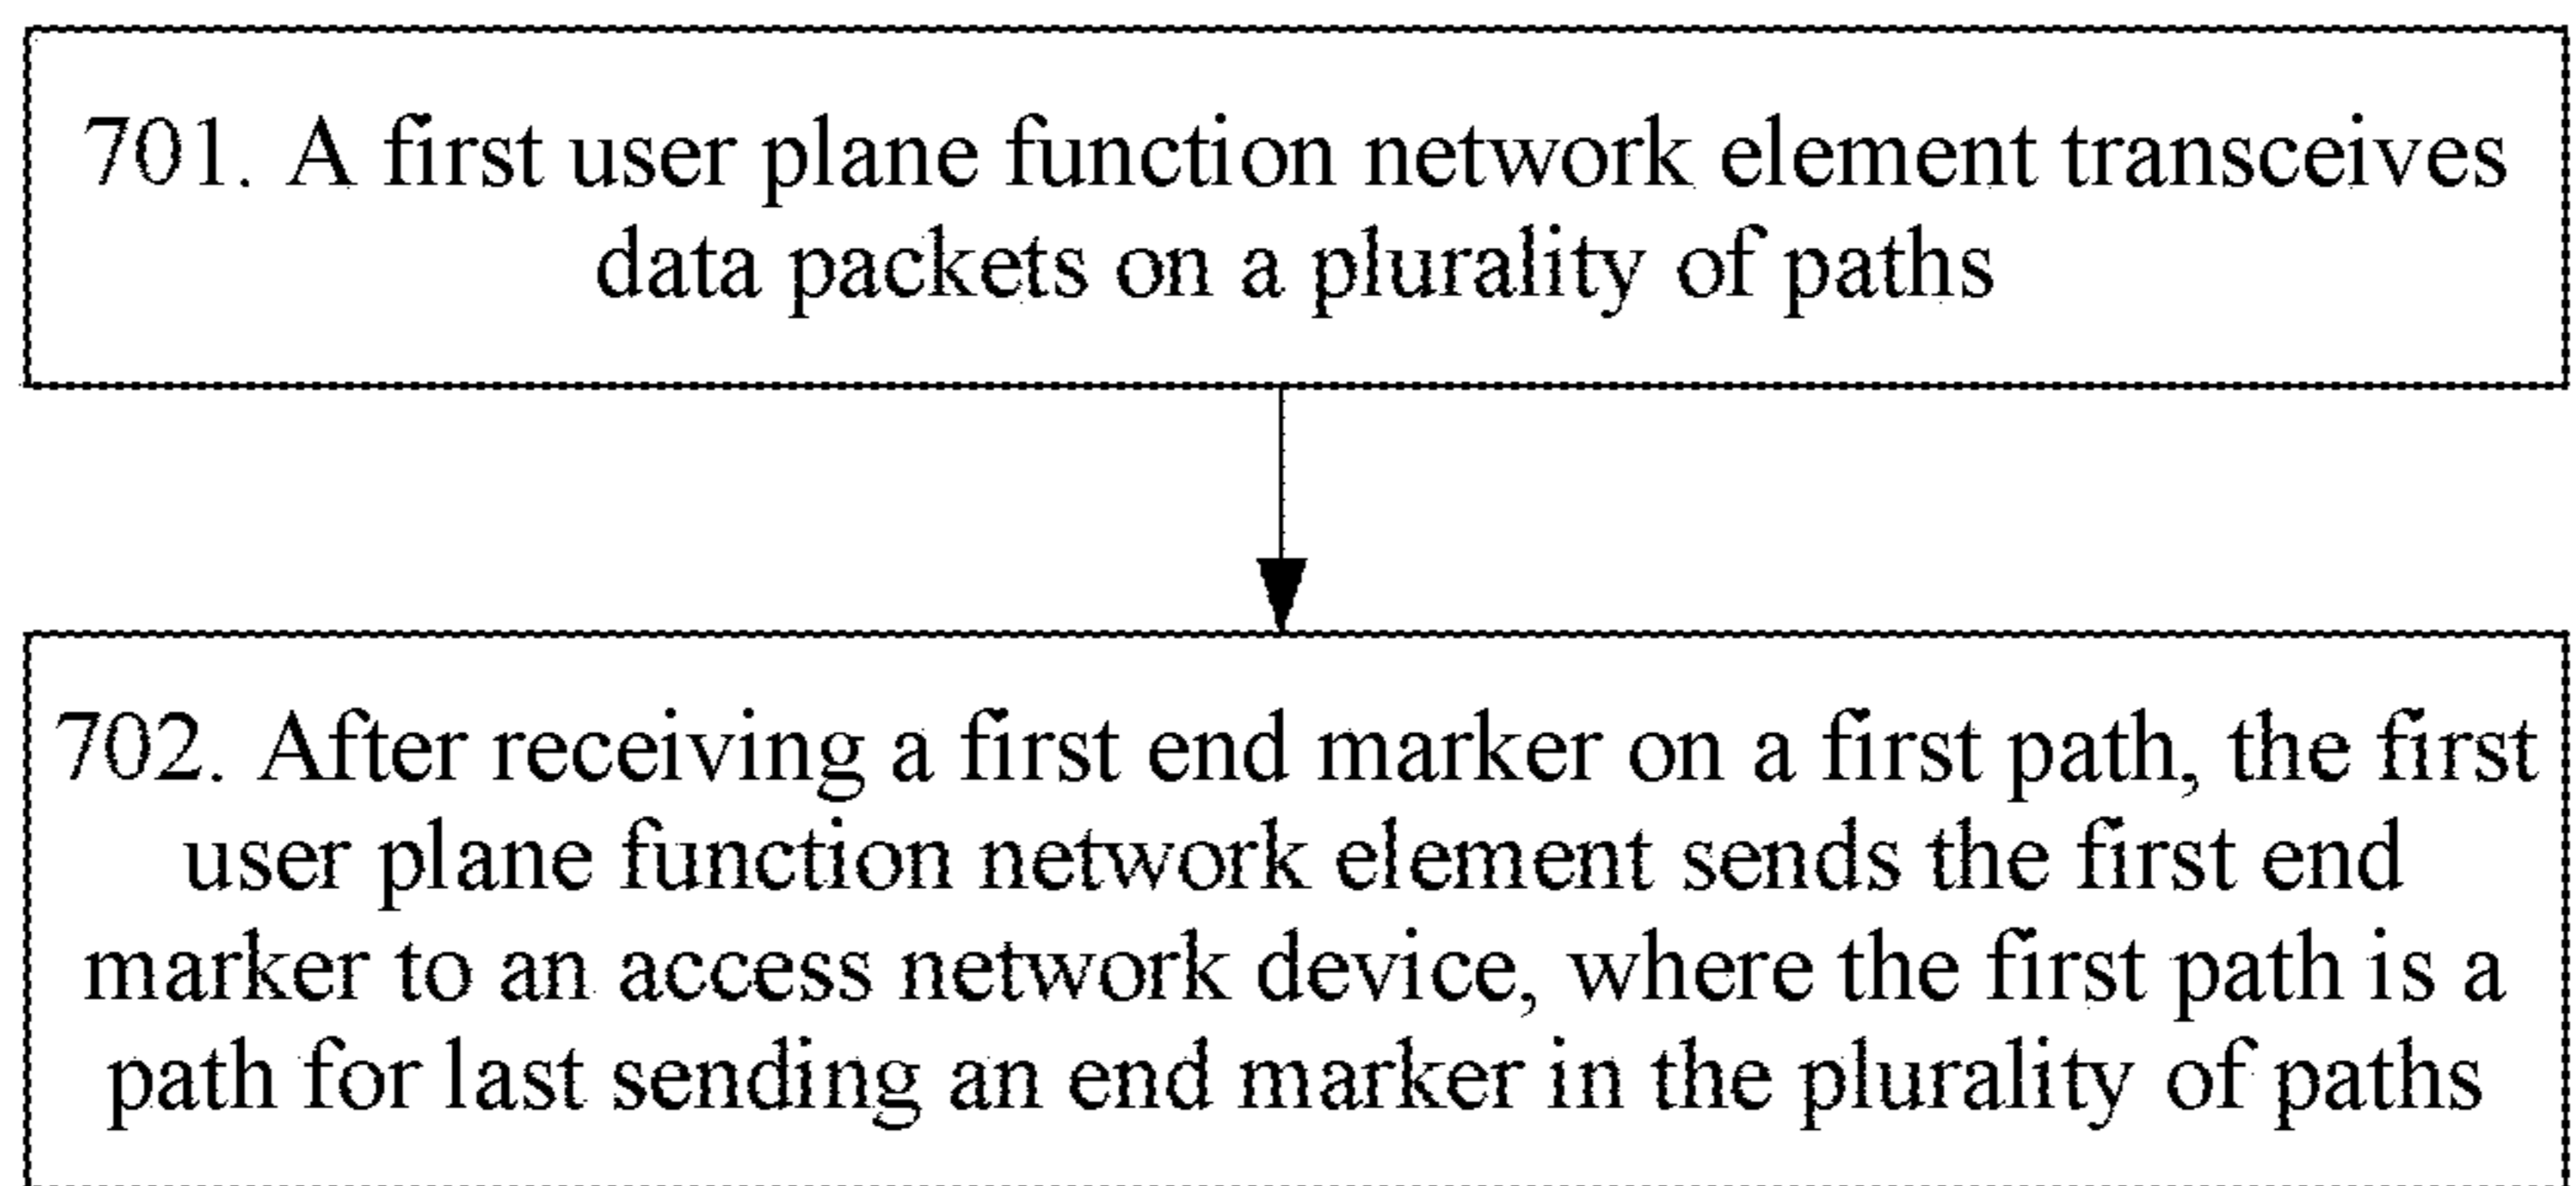 701. A first user plane function network element transceives
data packets on a plurality of paths
702. After receiving a first end marker on a first path, the first
user plane function network element sends the first end
marker to an access network device, where the first path is a
path for last sending an end marker in the plurality of paths